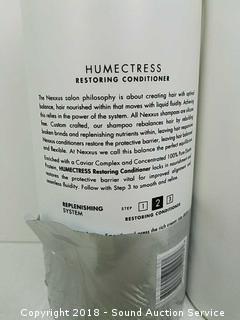 HUMECTRESS
RESTORING CONDITIONER
The Nexxus salon philosophy is about creating hair with optimal
balance, hair nourished within that moves with liquid fluidity. Achieving
this relies in the power of the system. All Nexxus shampoos are silicone
free. Custom crafted, our shampoo rebalances hair by rebuilding
broken bonds and replenishing nutrients within, leaving hair responsive.
Nexxus conditioners restore the protective barrier, leaving hair
and flexible. At Nexxus we call this balance the perfect equilibrium
Enriched with a Caviar Complex and Concentrated 100% Pure
Protein, HUMECTRESS Restoring Conditioner locks in nourishment
restores the protective barrier vital for improved alignment
seamless fluidity. Follow with Step 3 to smooth and refine.
REPLENISHING
SYSTEM
STEP 1 2 3
RESTORING CONDITIONER
press the rich
Copyright 2018 - Sound Auction Service